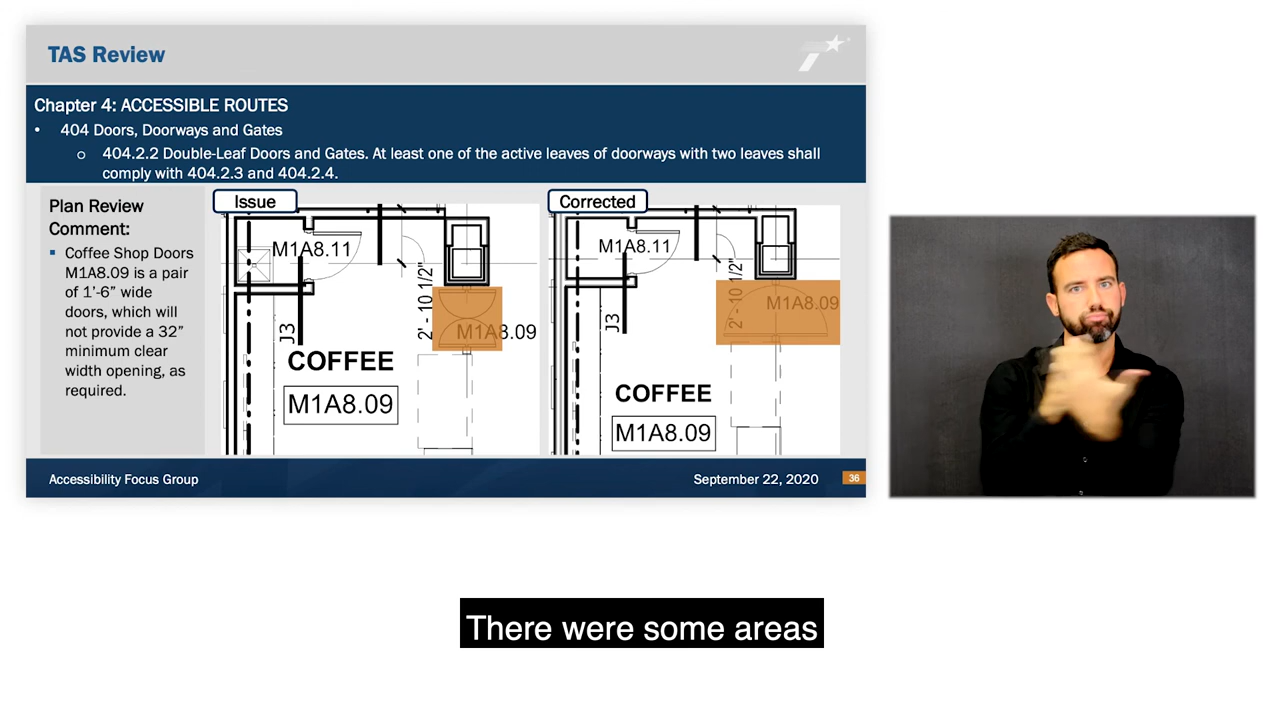 TAS Review
Chapter 4: ACCESSIBLE ROUTES
• 404 Doors, Doorways and Gates
o 404.2.2 Double-Leaf Doors and Gates. At least one of the active leaves of doorways with two leaves shall
comply with 404.2.3 and 404.2.4.
Plan Review
Comment:
▪ Coffee Shop Doors
M1A8.09 is a pair
of 1’-6” wide
doors, which will
not provide a 32”
minimum clear
width opening, as
required.
Issue
M1A8.11
2' - 10 1/2"
M1A8.09
J3
COFFEE
M1A8.09
Corrected
M1A8.11
2' - 10 1/2"
M1A8.09
J3
COFFEE
M1A8.09
Accessibility Focus Group
September 22, 2020
36
There were some areas